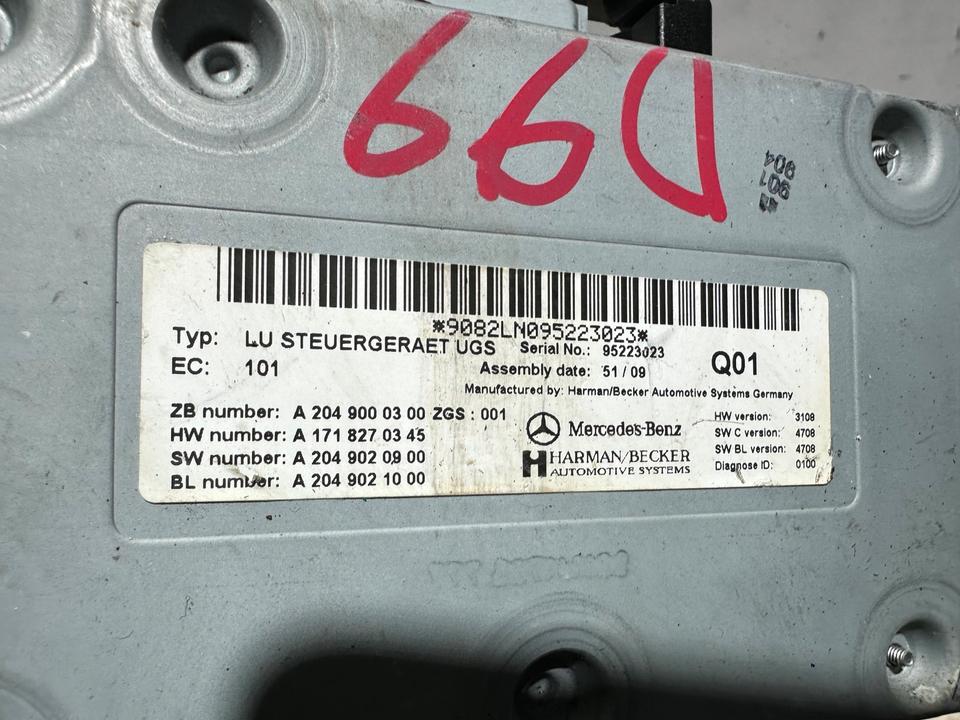 D99
*9082LN095223023*
Typ: LU STEUERGERAET UGS Serial No.: 95223023
EC: 101 Assembly date: 51 / 09 Q01
Manufactured by: Harman/Becker Automotive Systems Germany
ZB number: A 204 900 03 00 ZGS : 001
HW number: A 171 827 03 45
SW number: A 204 902 09 00
BL number: A 204 902 10 00
Mercedes-Benz
HARMAN/BECKER
AUTOMOTIVE SYSTEMS
HW version: 3108
SW C version: 4708
SW BL version: 4708
Diagnose ID: 0100